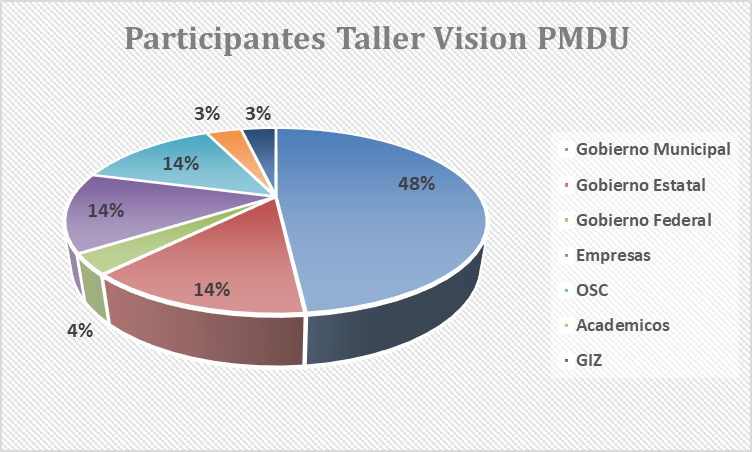 Participantes Taller Vision PMDU
3%
3%
14%
48%
14%
14%
4%
Gobierno Municipal
Gobierno Estatal
Gobierno Federal
Empresas
OSC
Academicos
GIZ